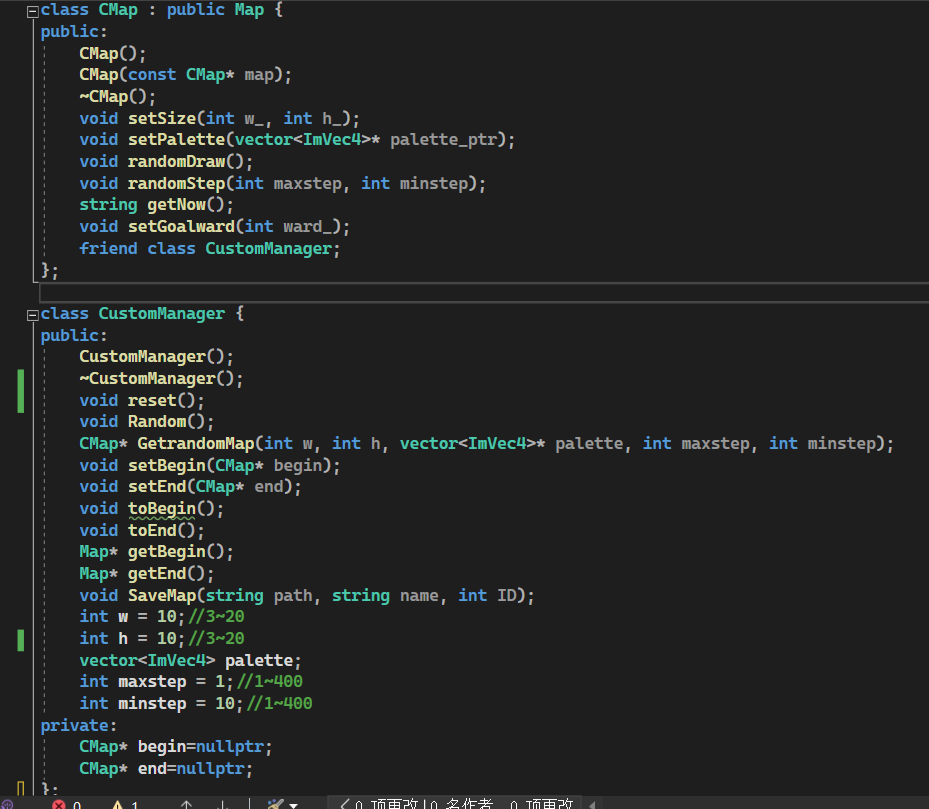 class CMap : public Map {
public:
    CMap();
    CMap(const CMap* map);
    ~CMap();
    void setSize(int w_, int h_);
    void setPalette(vector<ImVec4>* palette_ptr);
    void randomDraw();
    void randomStep(int maxstep, int minstep);
    string getNow();
    void setGoalward(int ward_);
    friend class CustomManager;
};
class CustomManager {
public:
    CustomManager();
    ~CustomManager();
    void reset();
    void Random();
    CMap* GetrandomMap(int w, int h, vector<ImVec4>* palette, int maxstep, int minstep);
    void setBegin(CMap* begin);
    void setEnd(CMap* end);
    void toBegin();
    void toEnd();
    Map* getBegin();
    Map* getEnd();
    void SaveMap(string path, string name, int ID);
    int w = 10;//3~20
    int h = 10;//3~20
    vector<ImVec4> palette;
    int maxstep = 1;//1~400
    int minstep = 10;//1~400
private:
    CMap* begin=nullptr;
    CMap* end=nullptr;
};
0 1 0 项更改 | 0 名作者, 0 项更改